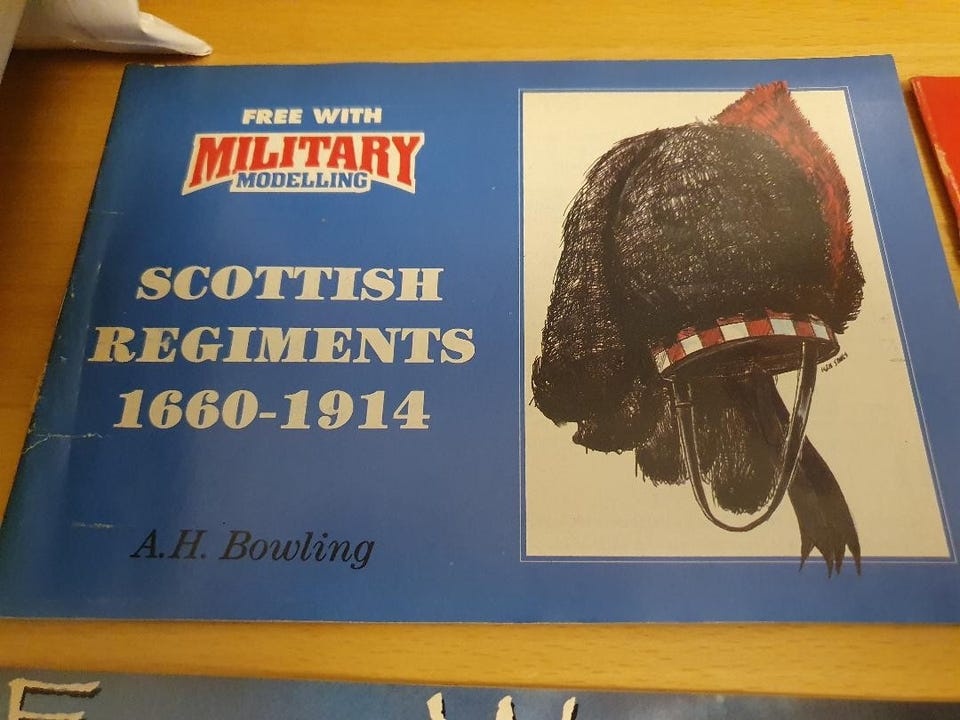 FREE WITH
MILITARY
MODELLING
SCOTTISH
REGIMENTS
1660-1914
A.H. Bowling